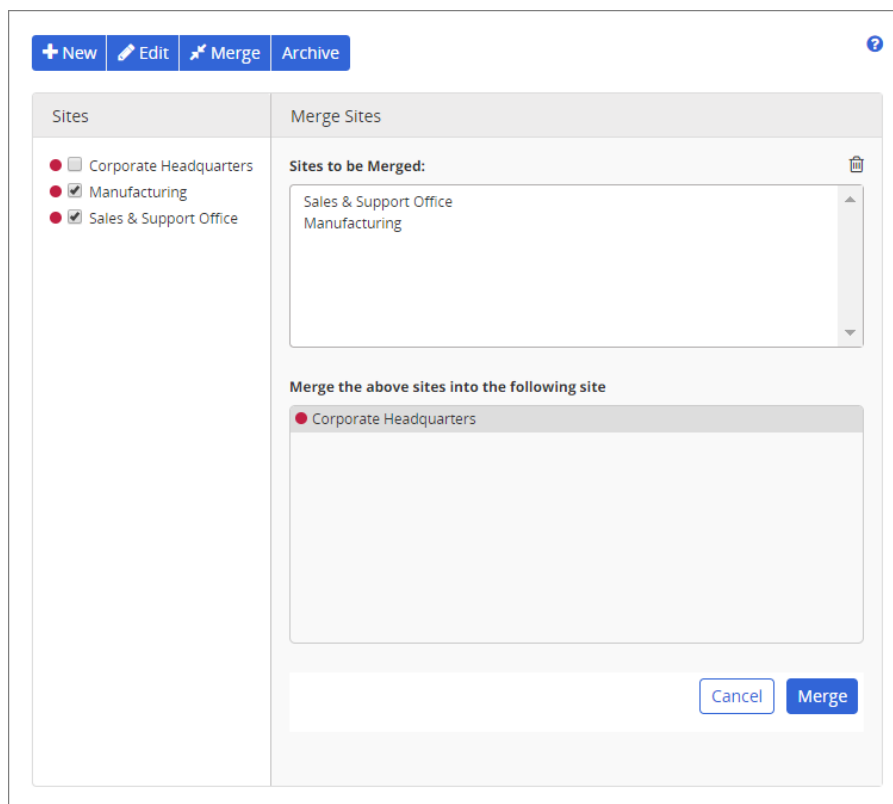 New Edit Merge Archive
Sites
Corporate Headquarters
Manufacturing
Sales & Support Office
Merge Sites
Sites to be Merged:
Sales & Support Office
Manufacturing
Merge the above sites into the following site
Corporate Headquarters
Cancel Merge